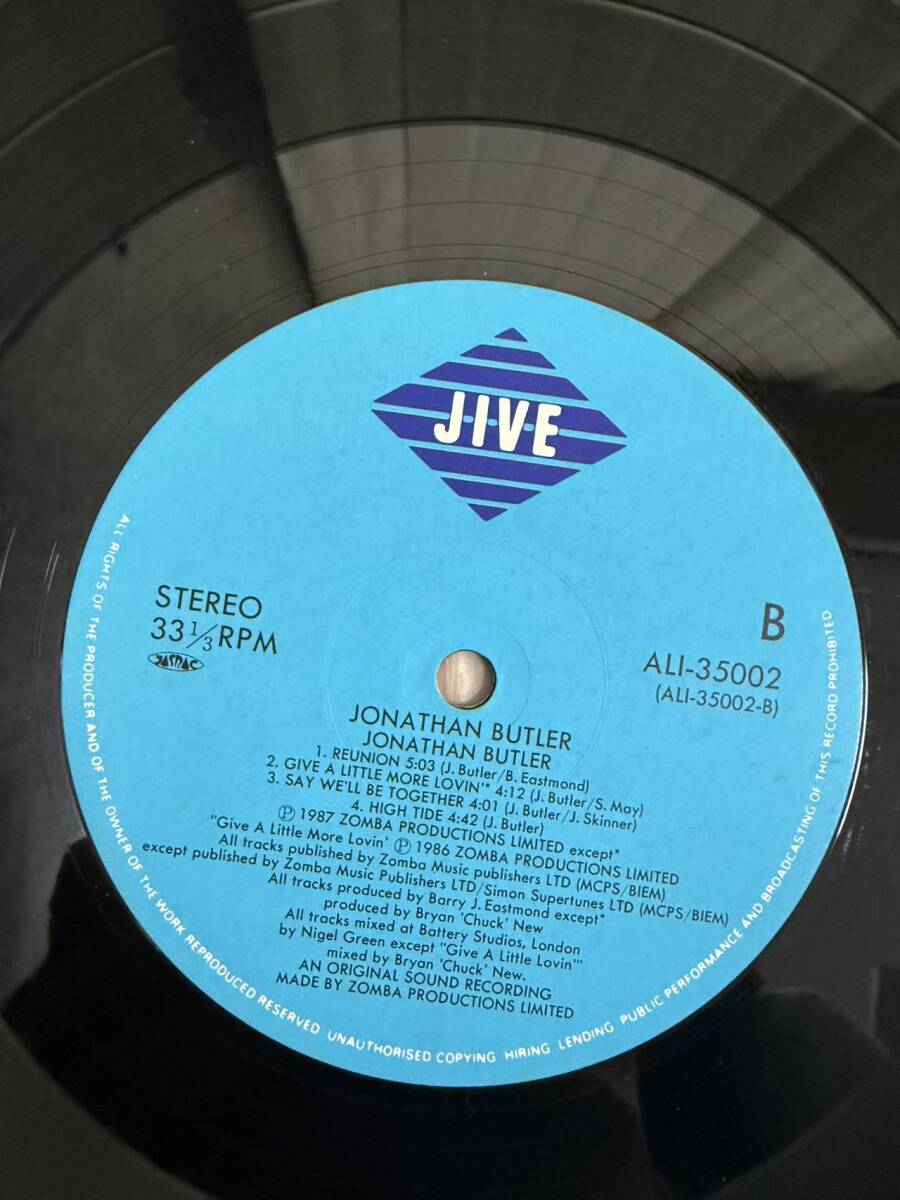 JIVE
STEREO
33 1/3 RPM
JASRAC
B
ALI-35002
(ALI-35002-B)
JONATHAN BUTLER
JONATHAN BUTLER
1. REUNION 5:03 (J. Butler/B. Eastmond)
2. GIVE A LITTLE MORE LOVIN'* 4:12 (J. Butler/S. May)
3. SAY WE'LL BE TOGETHER 4:01 (J. Butler/J. Skinner)
4. HIGH TIDE 4:42 (J. Butler)
℗ 1987 ZOMBA PRODUCTIONS LIMITED except*
"Give A Little More Lovin' ℗ 1986 ZOMBA PRODUCTIONS LIMITED
All tracks published by Zomba Music publishers LTD (MCPS/BIEM)
except published by Zomba Music Publishers LTD/Simon Supertunes LTD (MCPS/BIEM)
All tracks produced by Barry J. Eastmond except*
produced by Bryan 'Chuck' New
All tracks mixed at Battery Studios, London
by Nigel Green except "Give A Little Lovin'"
mixed by Bryan 'Chuck' New.
AN ORIGINAL SOUND RECORDING
MADE BY ZOMBA PRODUCTIONS LIMITED
ALL RIGHTS OF THE PRODUCER AND OF THE OWNER OF THE WORK REPRODUCED RESERVED UNAUTHORISED COPYING HIRING LENDING PUBLIC PERFORMANCE AND BROADCASTING OF THIS RECORD PROHIBITED